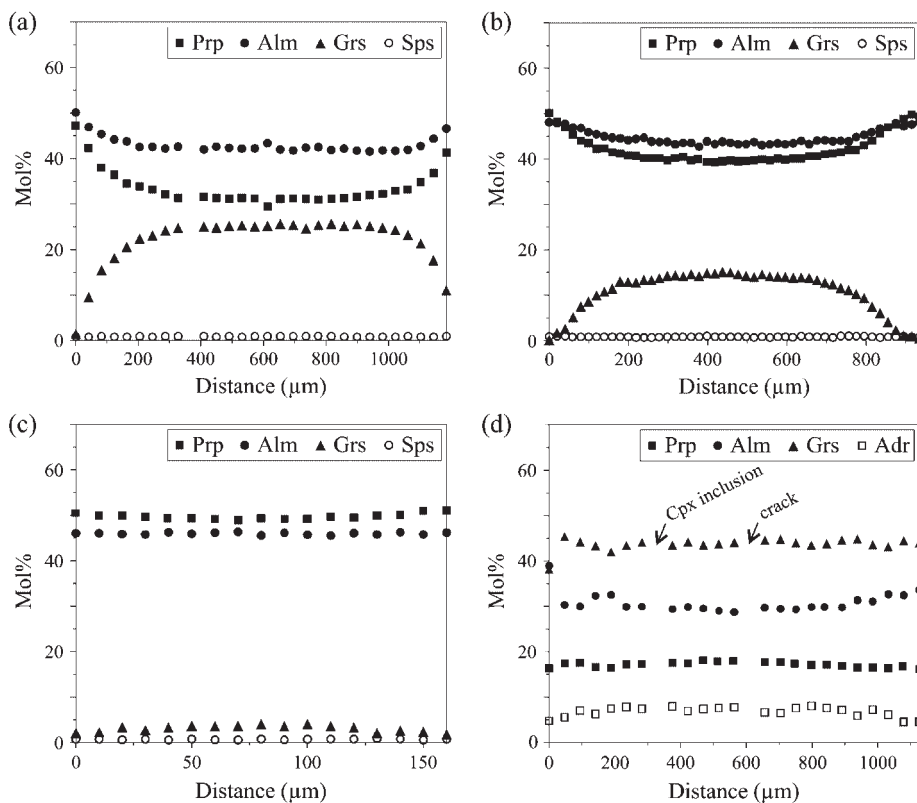 (a)
Prp Alm Grs Sps
60
40
20
0
Mol%
0 200 400 600 800 1000
Distance (µm)
(b)
Prp Alm Grs Sps
60
40
20
0
Mol%
0 200 400 600 800
Distance (µm)
(c)
Prp Alm Grs Sps
60
40
20
0
Mol%
0 50 100 150
Distance (µm)
(d)
Prp Alm Grs Adr
Cpx inclusion
crack
60
40
20
0
Mol%
0 200 400 600 800 1000
Distance (µm)